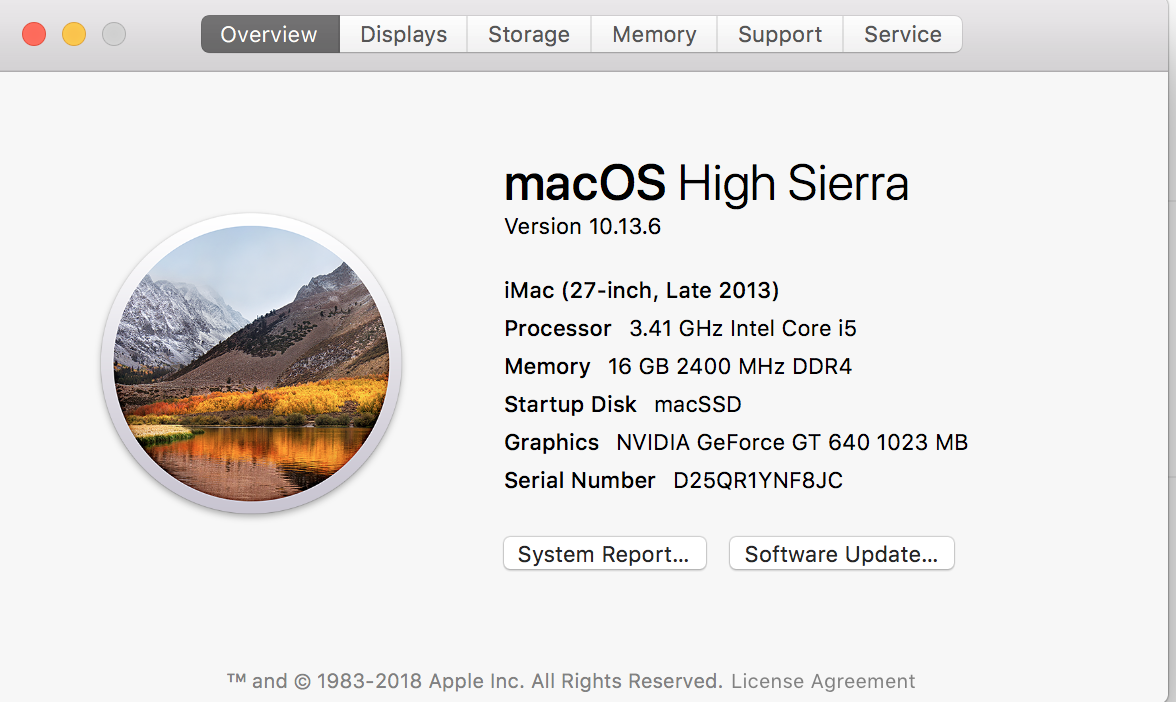 Overview Displays Storage Memory Support Service
macOS High Sierra
Version 10.13.6
iMac (27-inch, Late 2013)
Processor 3.41 GHz Intel Core i5
Memory 16 GB 2400 MHz DDR4
Startup Disk macSSD
Graphics NVIDIA GeForce GT 640 1023 MB
Serial Number D25QR1YNF8JC
System Report... Software Update...
™ and © 1983-2018 Apple Inc. All Rights Reserved. License Agreement